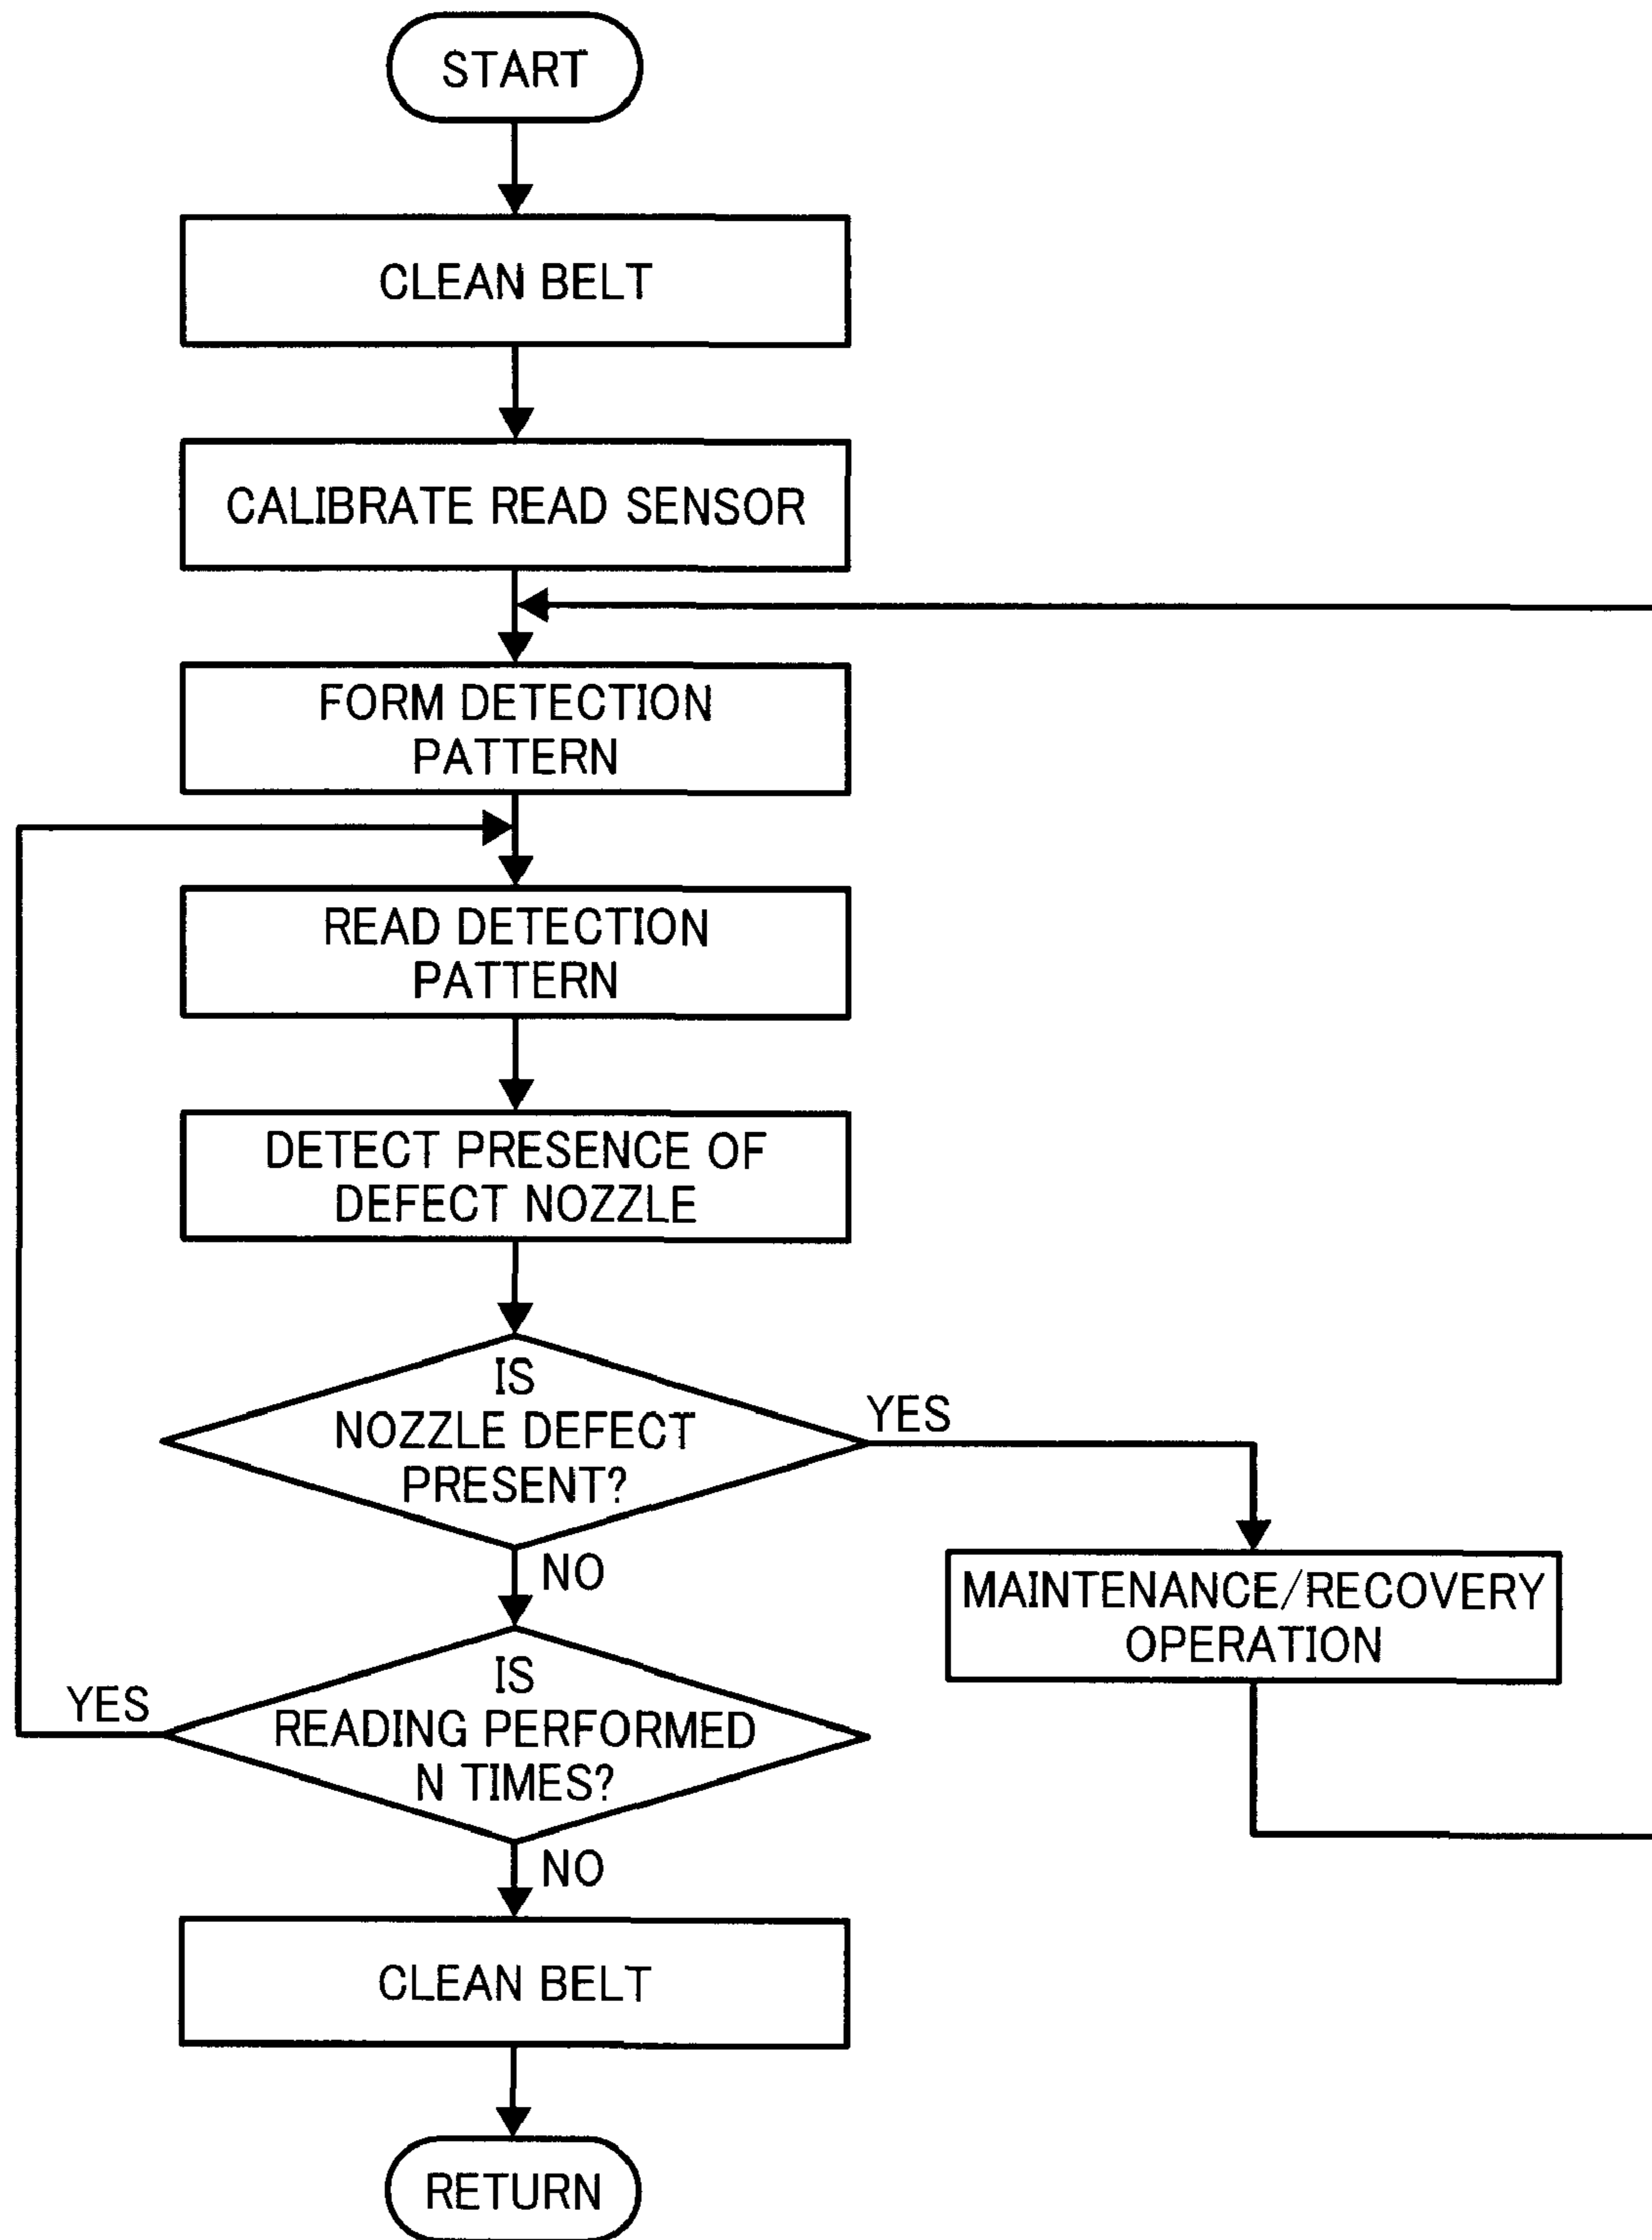 START
CLEAN BELT
CALIBRATE READ SENSOR
FORM DETECTION
PATTERN
READ DETECTION
PATTERN
DETECT PRESENCE OF
DEFECT NOZZLE
IS
NOZZLE DEFECT
PRESENT?
YES
NO
MAINTENANCE/RECOVERY
OPERATION
IS
READING PERFORMED
N TIMES?
YES
NO
CLEAN BELT
RETURN